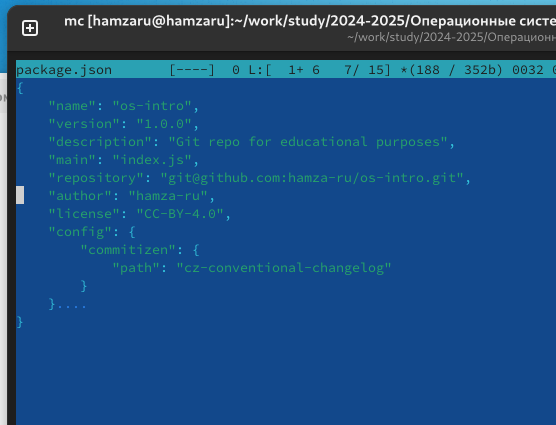 mc [hamzaru@hamzaru]:~/work/study/2024-2025/Операционные систе
~/work/study/2024-2025/Операционн
package.json [----] 0 L:[ 1+ 6 7/ 15] *(188 / 352b) 0032 0
{
"name": "os-intro",
"version": "1.0.0",
"description": "Git repo for educational purposes",
"main": "index.js",
"repository": "git@github.com:hamza-ru/os-intro.git",
"author": "hamza-ru",
"license": "CC-BY-4.0",
"config": {
"commitizen": {
"path": "cz-conventional-changelog"
}
}....
}